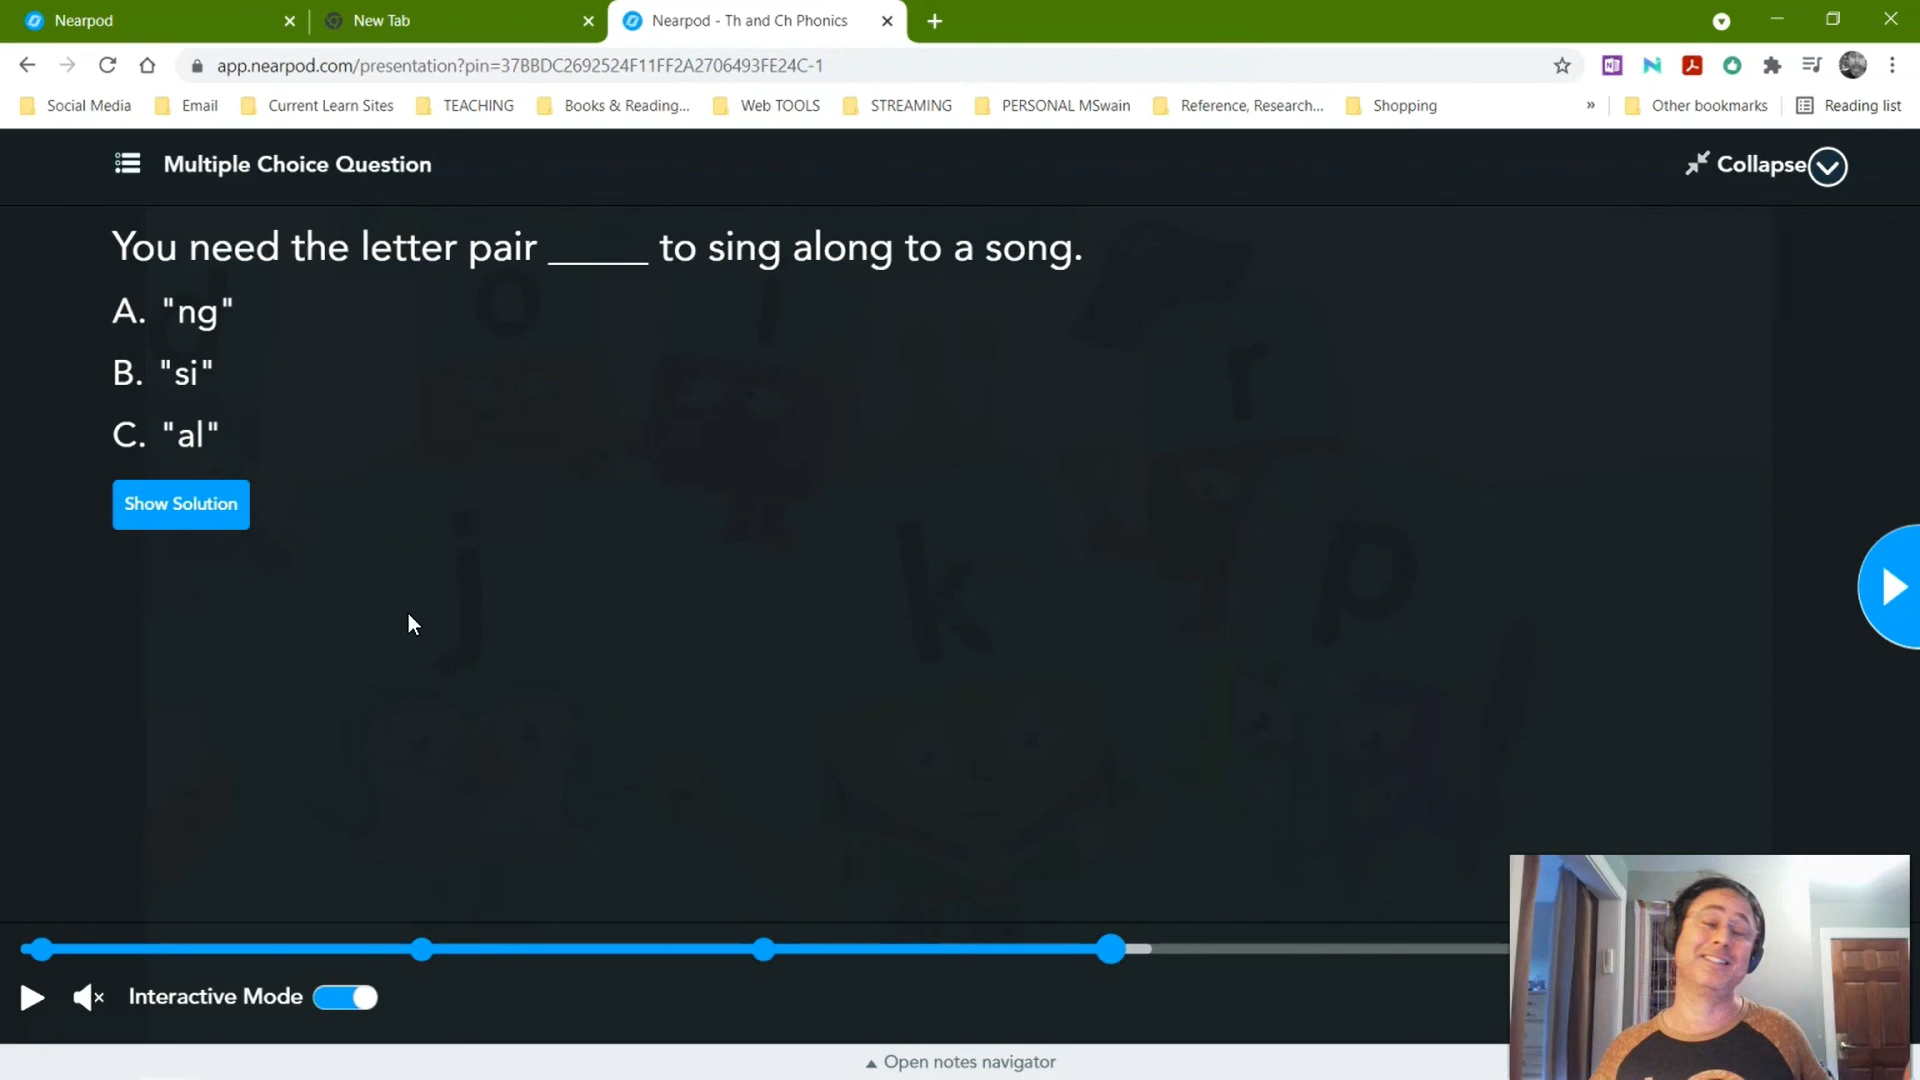 Nearpod
New Tab
Nearpod - Th and Ch Phonics
app.nearpod.com/presentation?pin=37BBDC2692524F11FF2A2706493FE24C-1
Social Media
Email
Current Learn Sites
TEACHING
Books & Reading...
Web TOOLS
STREAMING
PERSONAL MSwain
Reference, Research...
Shopping
»
Other bookmarks
Reading list
Multiple Choice Question
Collapse
You need the letter pair _____ to sing along to a song.
A. "ng"
B. "si"
C. "al"
Show Solution
d o i r
j k p
Interactive Mode
Open notes navigator